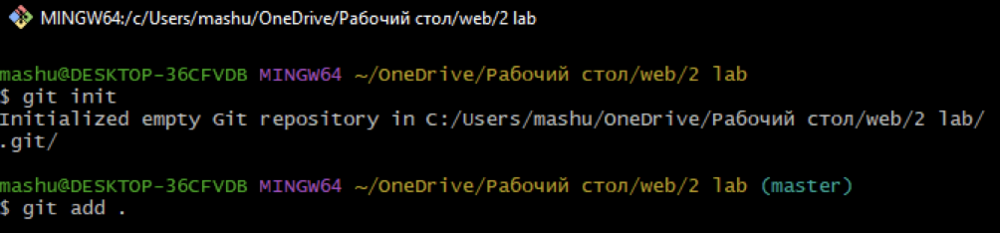 MINGW64:/c/Users/mashu/OneDrive/Рабочий стол/web/2 lab
mashu@DESKTOP-36CFVDB MINGW64 ~/OneDrive/Рабочий стол/web/2 lab
$ git init
Initialized empty Git repository in C:/Users/mashu/OneDrive/Рабочий стол/web/2 lab/
.git/
mashu@DESKTOP-36CFVDB MINGW64 ~/OneDrive/Рабочий стол/web/2 lab (master)
$ git add .